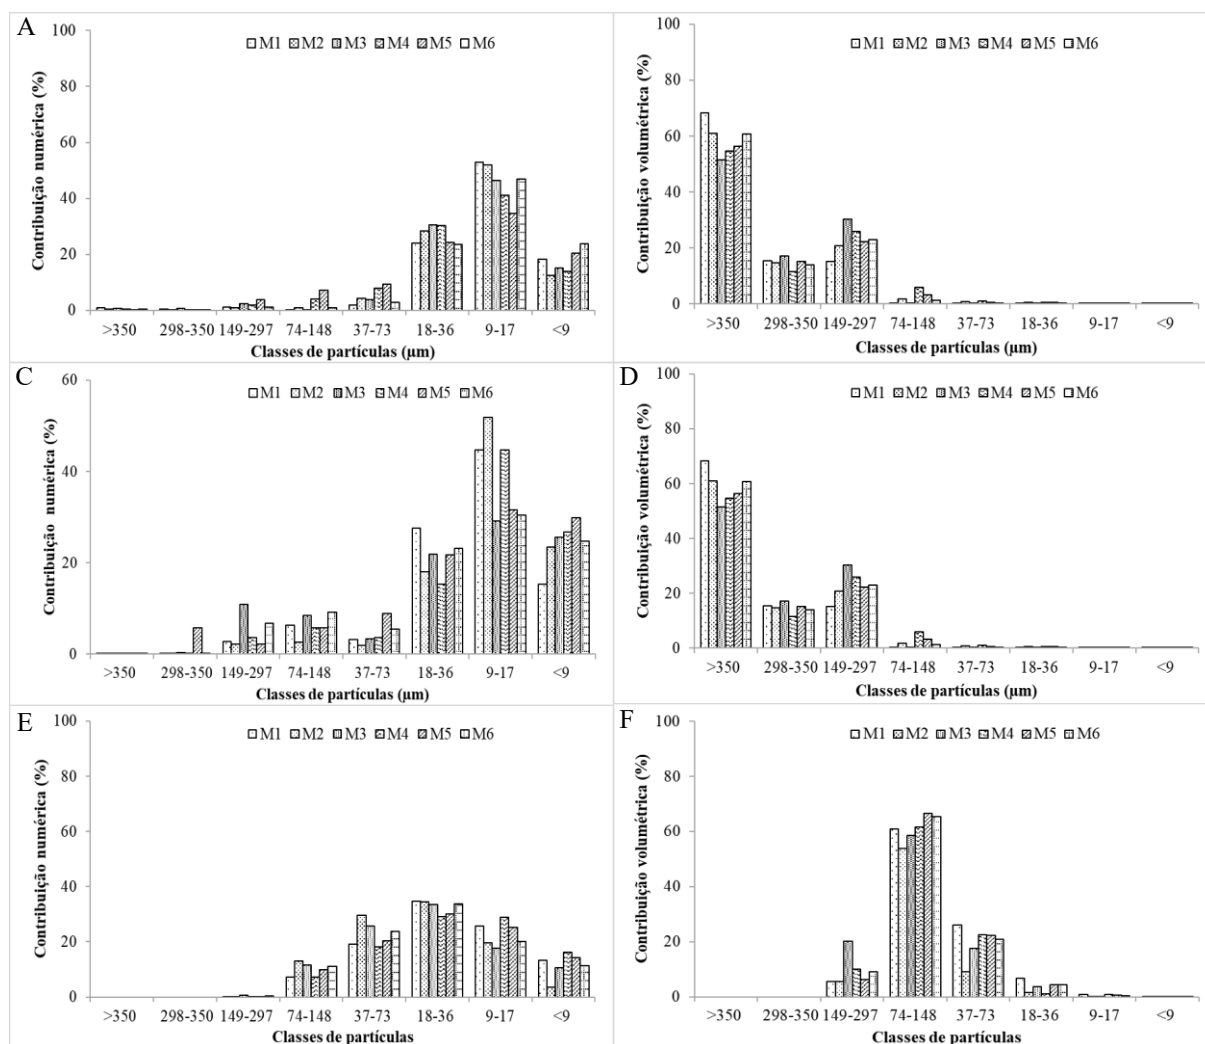 A
100
80
60
40
20
0
Contribuição numérica (%)
M1 M2 M3 M4 M5 M6
>350 298-350 149-297 74-148 37-73 18-36 9-17 <9
Classes de partículas (µm)
100
80
60
40
20
0
Contribuição volumétrica (%)
M1 M2 M3 M4 M5 M6
>350 298-350 149-297 74-148 37-73 18-36 9-17 <9
Classes de partículas (µm)
C
60
40
20
0
Contribuição numérica (%)
M1 M2 M3 M4 M5 M6
>350 298-350 149-297 74-148 37-73 18-36 9-17 <9
Classes de partículas (µm)
D
100
80
60
40
20
0
Contribuição volumétrica (%)
M1 M2 M3 M4 M5 M6
>350 298-350 149-297 74-148 37-73 18-36 9-17 <9
Classes de partículas (µm)
E
100
80
60
40
20
0
Contribuição numérica (%)
M1 M2 M3 M4 M5 M6
>350 298-350 149-297 74-148 37-73 18-36 9-17 <9
Classes de partículas
F
100
80
60
40
20
0
Contribuição volumétrica (%)
M1 M2 M3 M4 M5 M6
>350 298-350 149-297 74-148 37-73 18-36 9-17 <9
Classes de partículas